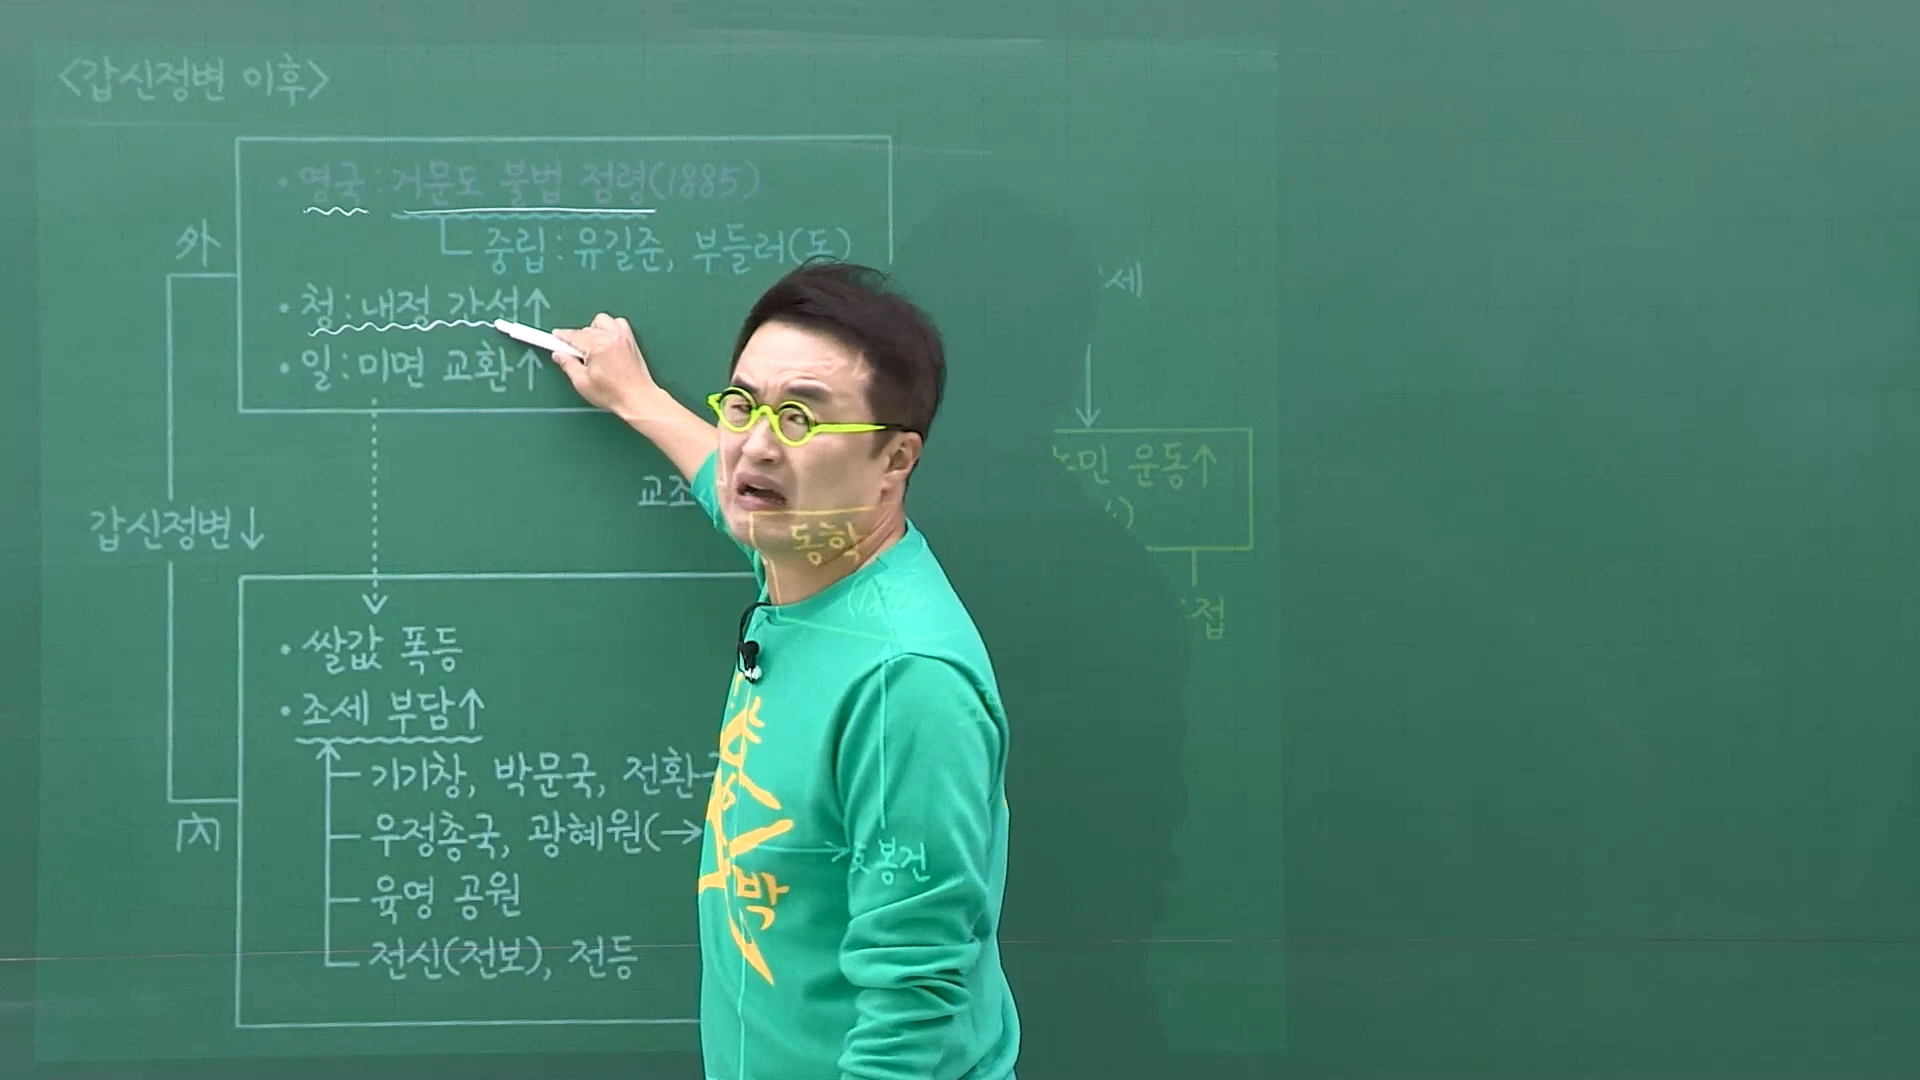 <갑신정변 이후>
• 영국 : 거문도 불법 점령(1885)
중립 : 유길준, 부들러(독)
外
• 청 : 내정 간섭↑
• 일 : 미면 교환↑
세
민 운동↑
교조
갑신정변↓
동학
접
• 쌀값 폭등
• 조세 부담↑
기기창, 박문국, 전환
우정총국, 광혜원(→
內
反봉건
육영 공원
박
전신(전보), 전등